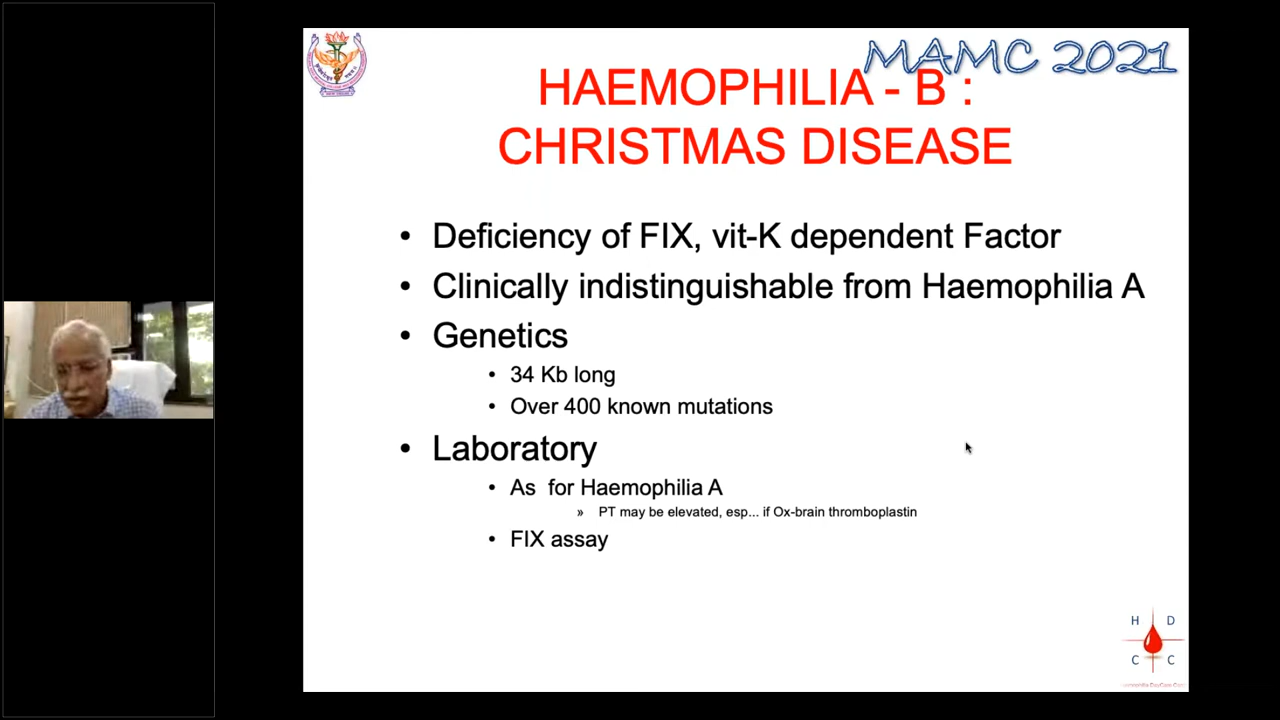 MAMC 2021
HAEMOPHILIA - B :
CHRISTMAS DISEASE
• Deficiency of FIX, vit-K dependent Factor
• Clinically indistinguishable from Haemophilia A
• Genetics
• 34 Kb long
• Over 400 known mutations
• Laboratory
• As for Haemophilia A
» PT may be elevated, esp... if Ox-brain thromboplastin
• FIX assay
H D
C C